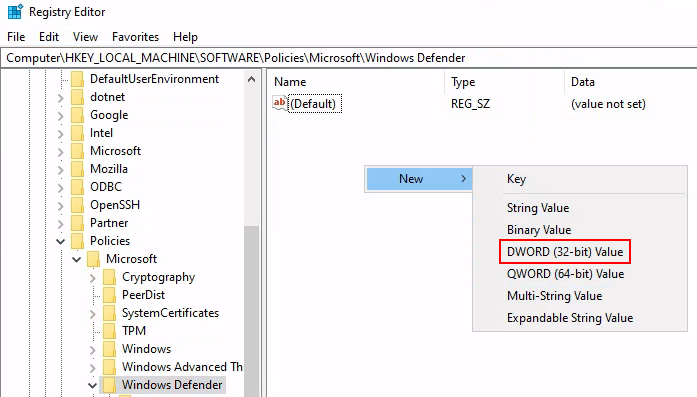 Registry Editor
File Edit View Favorites Help
Computer\HKEY_LOCAL_MACHINE\SOFTWARE\Policies\Microsoft\Windows Defender
DefaultUserEnvironment
dotnet
Google
Intel
Microsoft
Mozilla
ODBC
OpenSSH
Partner
Policies
Microsoft
Cryptography
PeerDist
SystemCertificates
TPM
Windows
Windows Advanced Th
Windows Defender
Name Type Data
ab (Default) REG_SZ (value not set)
New
Key
String Value
Binary Value
DWORD (32-bit) Value
QWORD (64-bit) Value
Multi-String Value
Expandable String Value